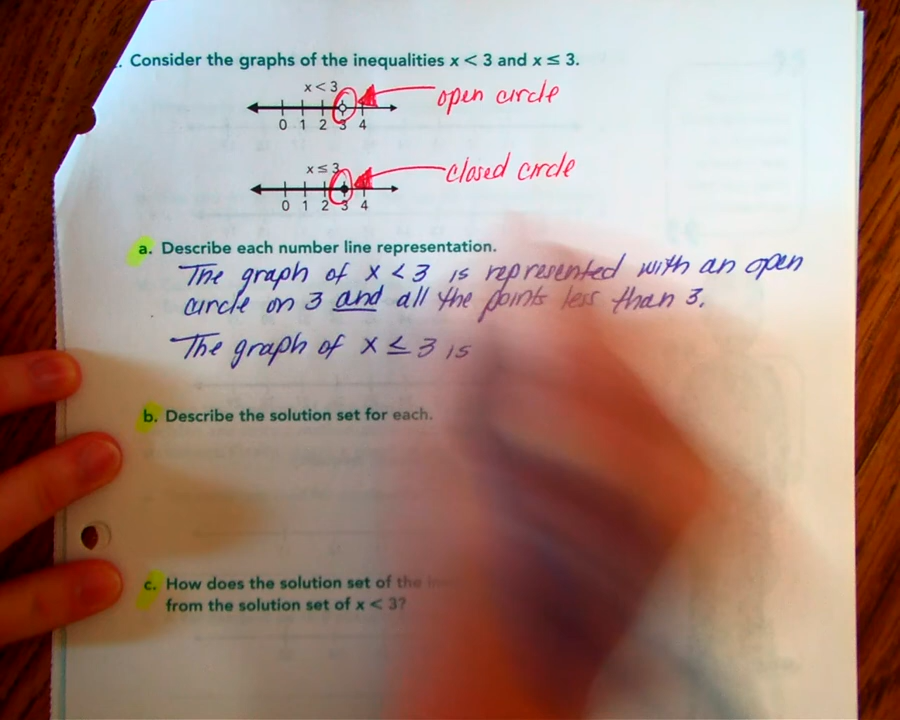 Consider the graphs of the inequalities x < 3 and x ≤ 3.
x < 3
open circle
0 1 2 3 4
x ≤ 3
closed circle
0 1 2 3 4
a. Describe each number line representation.
The graph of x < 3 is represented with an open
circle on 3 and all the points less than 3.
The graph of x ≤ 3 is
b. Describe the solution set for each.
c. How does the solution set of the
from the solution set of x < 3?